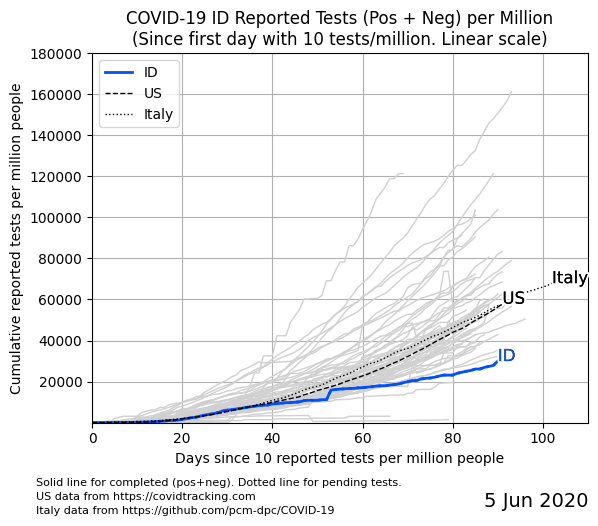 COVID-19 ID Reported Tests (Pos + Neg) per Million
(Since first day with 10 tests/million. Linear scale)
Cumulative reported tests per million people
180000
160000
140000
120000
100000
80000
60000
40000
20000
ID
US
Italy
Italy
US
ID
0 20 40 60 80 100
Days since 10 reported tests per million people
Solid line for completed (pos+neg). Dotted line for pending tests.
US data from https://covidtracking.com
Italy data from https://github.com/pcm-dpc/COVID-19
5 Jun 2020